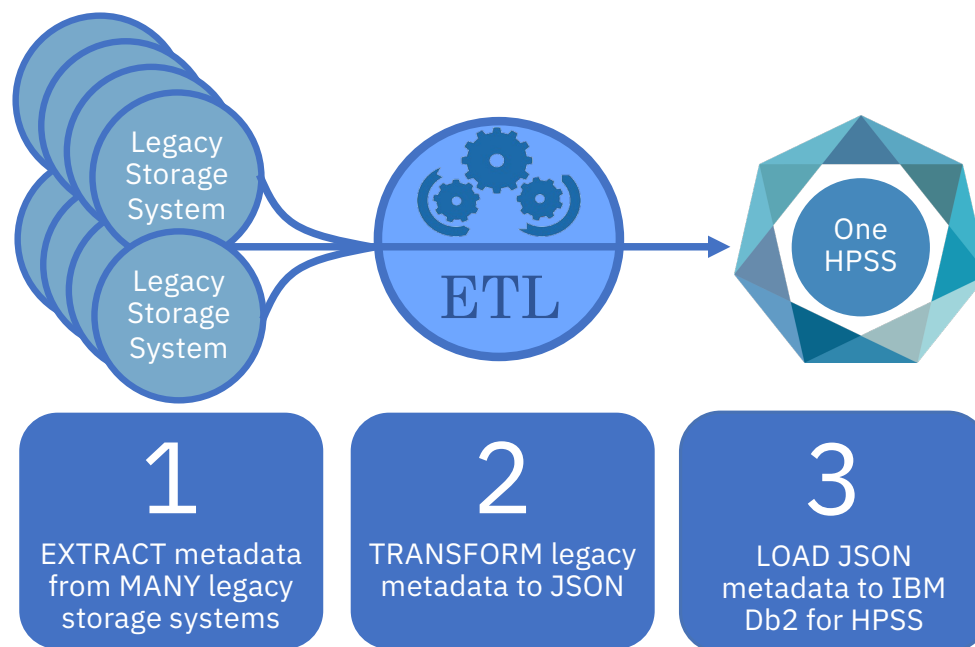 Legacy
Storage
System
Legacy
Storage
System
ETL
One
HPSS
1
EXTRACT metadata
from MANY legacy
storage systems
2
TRANSFORM legacy
metadata to JSON
3
LOAD JSON
metadata to IBM
Db2 for HPSS